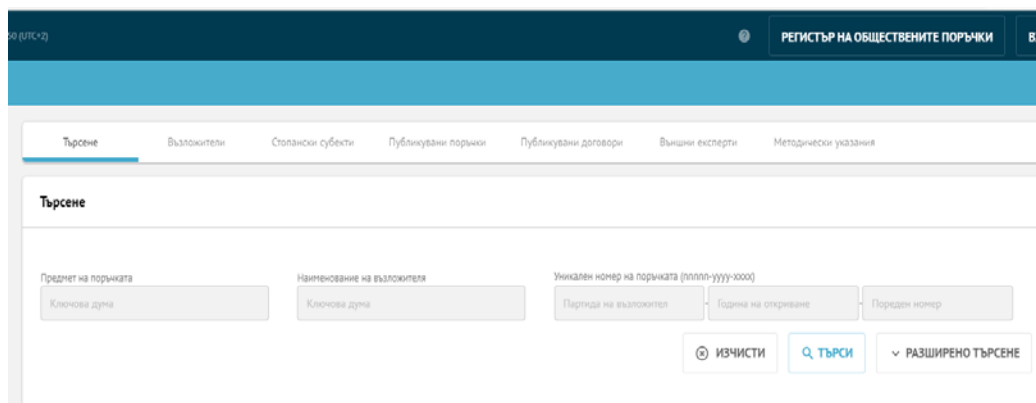 50 (UTC+2)
РЕГИСТЪР НА ОБЩЕСТВЕНИТЕ ПОРЪЧКИ
Търсене Възложители Стопански субекти Публикувани поръчки Публикувани договори Външни експерти Методически указания
Търсене
Предмет на поръчката Наименование на възложителя Уникален номер на поръчката (nnnnn-yyyy-xxxx)
Ключова дума Ключова дума Партида на възложител - Година на откриване - Пореден номер
ИЗЧИСТИ ТЪРСИ РАЗШИРЕНО ТЪРСЕНЕ